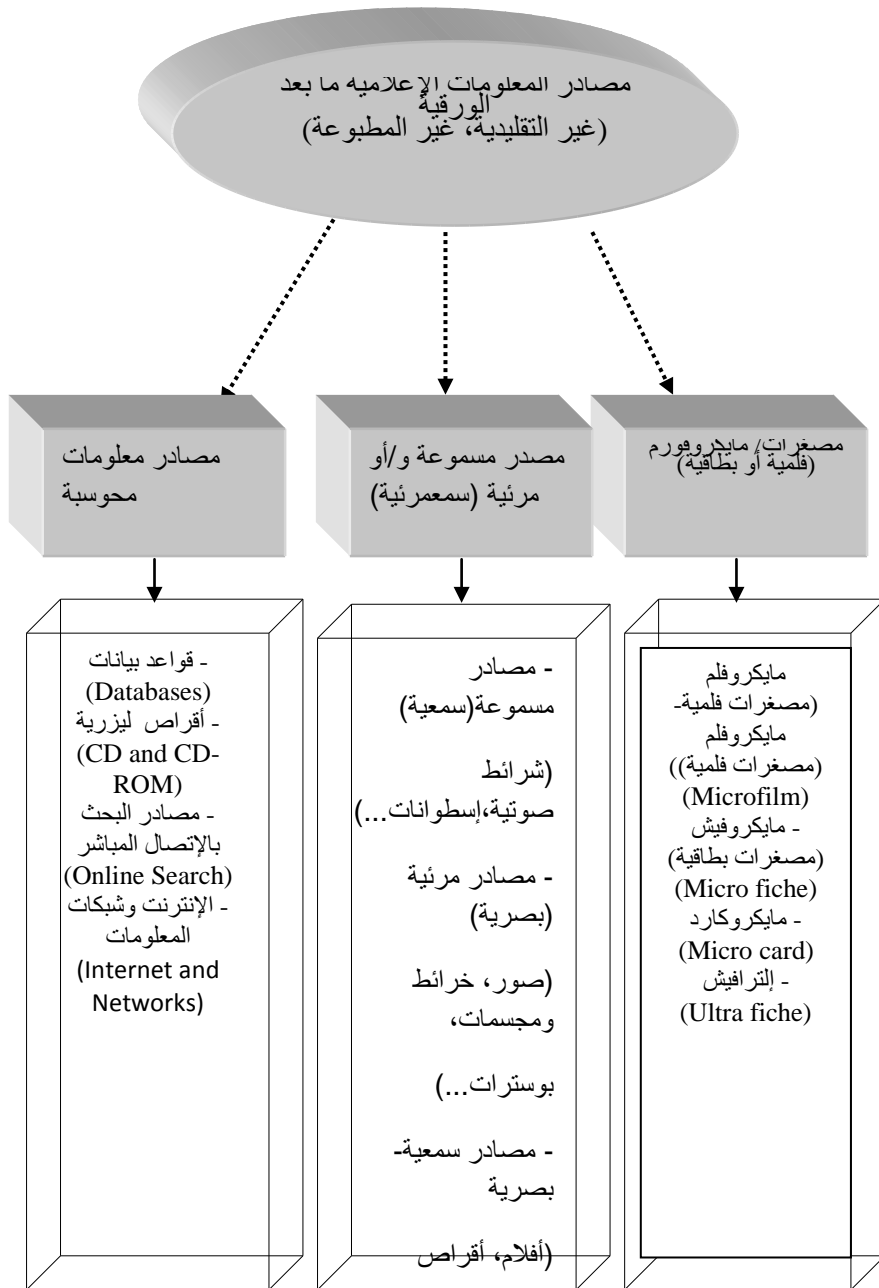 مصادر المعلومات الإعلامية ما بعد
الورقية
(غير التقليدية، غير المطبوعة)
مصغرات/ مايكروفورم
(فلمية أو بطاقية)
مصدر مسموعة و/أو
مرئية (سمعمرئية)
مصادر معلومات
محوسبة
مايكروفلم
(مصغرات فلمية-
مايكروفلم
(مصغرات فلمية))
(Microfilm)
- مايكروفيش
(مصغرات بطاقية)
(Micro fiche)
- مايكروكارد
(Micro card)
- إلترافيش
(Ultra fiche)
- مصادر
مسموعة(سمعية)
(شرائط
صوتية،إسطوانات...)
- مصادر مرئية
(بصرية)
(صور، خرائط
ومجسمات،
بوسترات...)
- مصادر سمعية-
بصرية
(أفلام، أقراص
- قواعد بيانات
(Databases)
- أقراص ليزرية
(CD and CD-
ROM)
- مصادر البحث
بالإتصال المباشر
(Online Search)
- الإنترنت وشبكات
المعلومات
(Internet and
Networks)